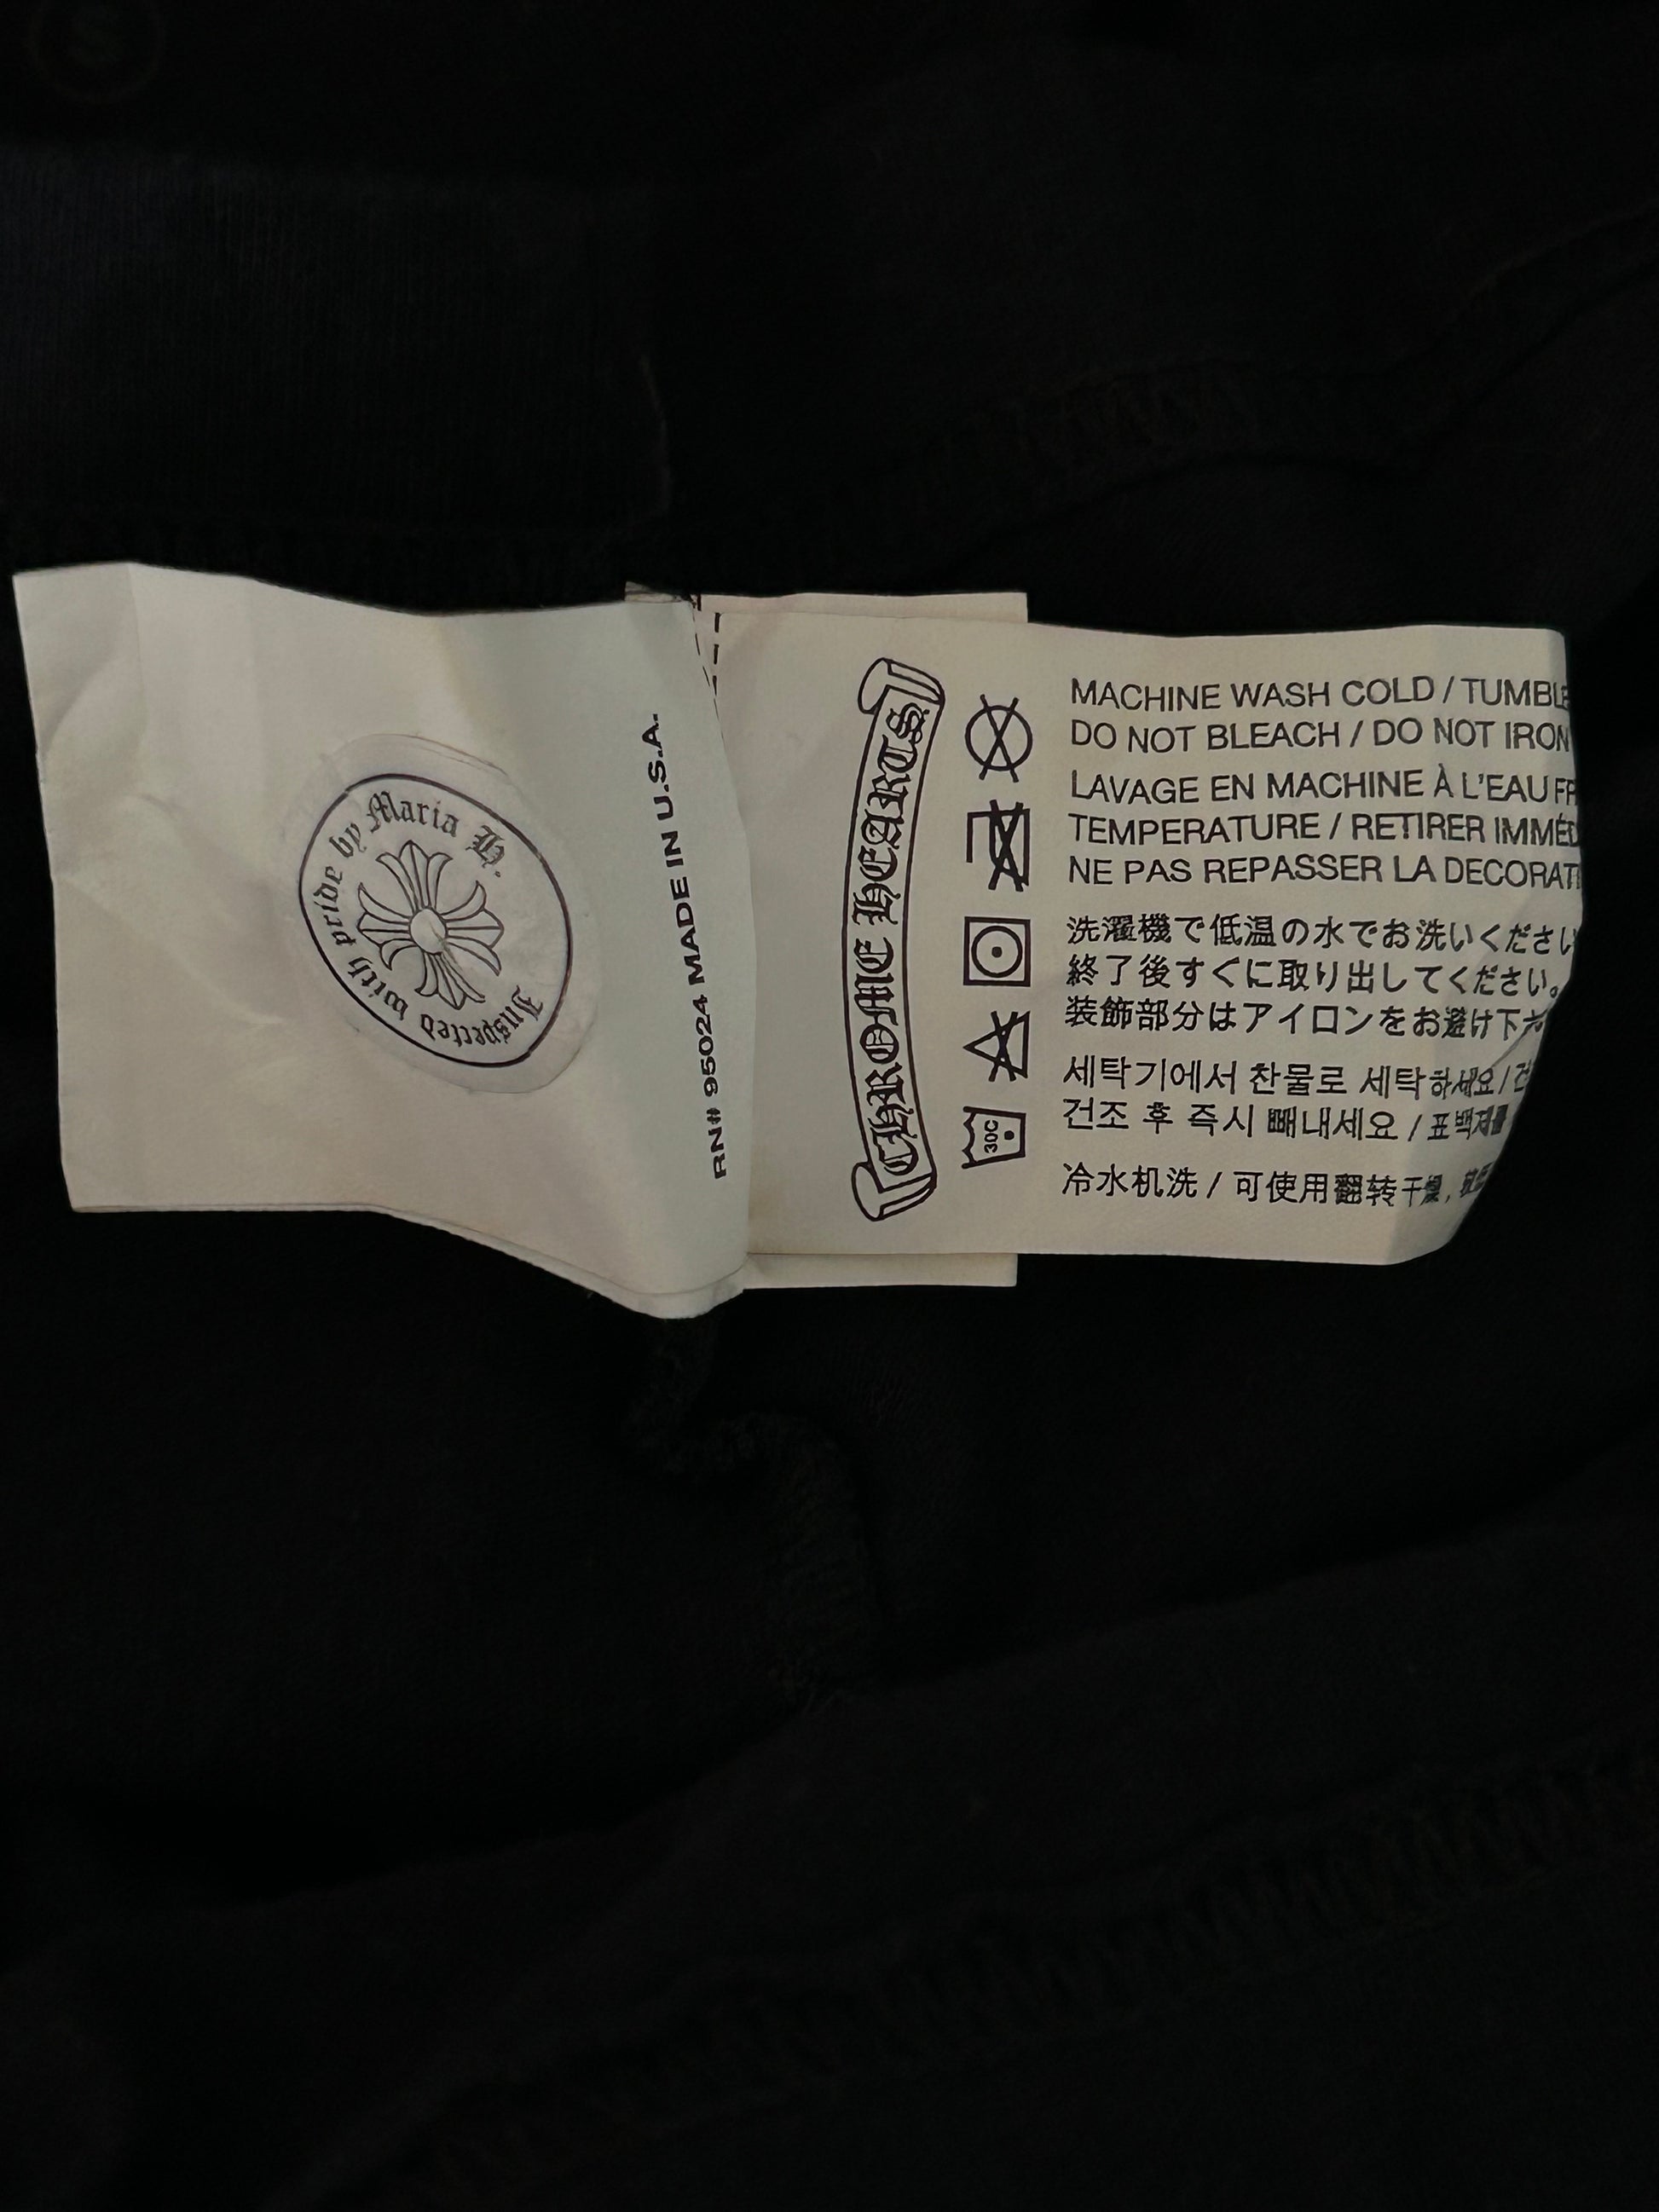 Inspected with pride by Maria H.
RN# 95024 MADE IN U.S.A.
CHROME HEARTS
30C
MACHINE WASH COLD / TUMBLE
DO NOT BLEACH / DO NOT IRON
LAVAGE EN MACHINE À L'EAU
TEMPERATURE / RETIRER
NE PAS REPASSER LA
洗濯機で低温の水でお洗いください
終了後すぐに取り出してください。
装飾部分はアイロンをお避け下
세탁기에서 찬물로 세탁하세요 /
건조 후 즉시 빼내세요 / 표백제를
冷水机洗 / 可使用翻转干燥，